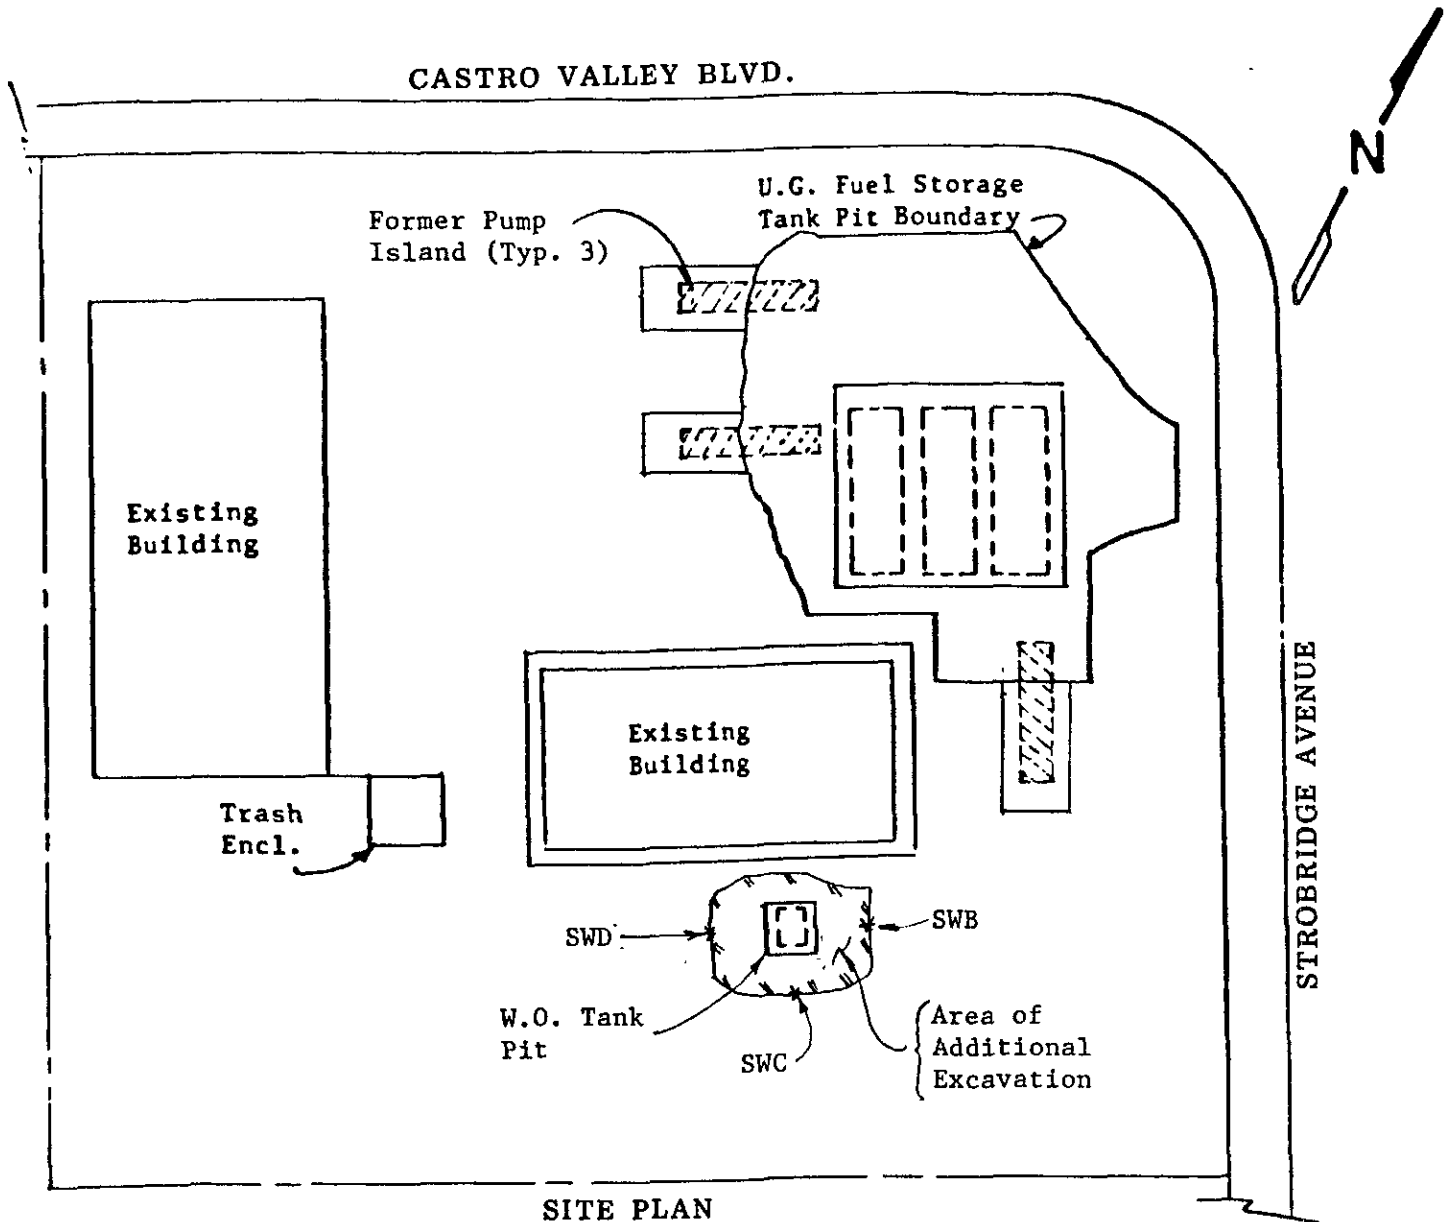 CASTRO VALLEY BLVD.
N
U.G. Fuel Storage
Tank Pit Boundary
Former Pump
Island (Typ. 3)
Existing
Building
Existing
Building
Trash
Encl.
STROBRIDGE AVENUE
SWD
SWB
W.O. Tank
Pit
SWC
Area of
Additional
Excavation
SITE PLAN